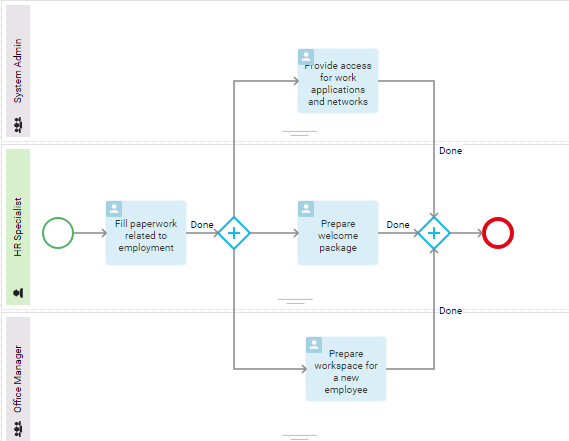 System Admin
Provide access
for work
applications
and networks
Done
HR Specialist
Fill paperwork
related to
employment
Done
Prepare
welcome
package
Done
Done
Office Manager
Prepare
workspace for
a new
employee